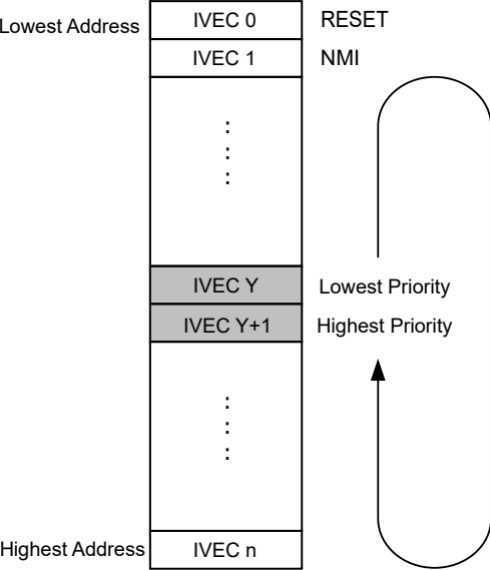 Lowest Address IVEC 0 RESET
IVEC 1 NMI
:
:
:
IVEC Y Lowest Priority
IVEC Y+1 Highest Priority
:
:
:
Highest Address IVEC n